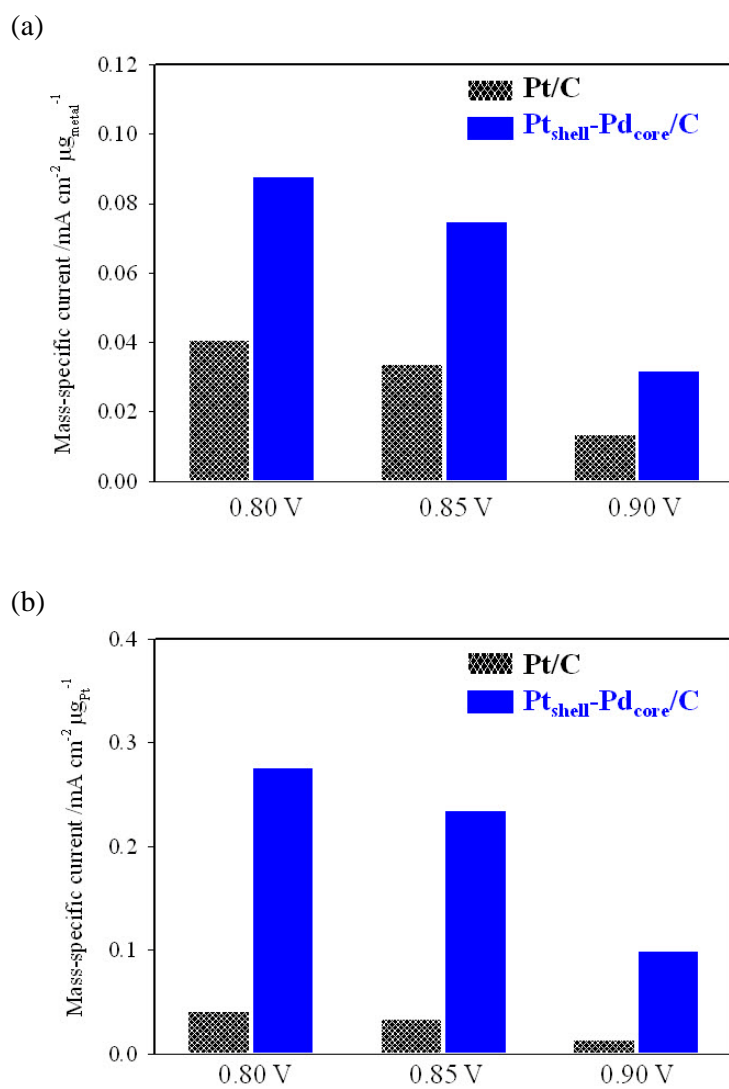 (a)
Mass-specific current /mA cm⁻² μg_metal⁻¹
0.12
0.10
0.08
0.06
0.04
0.02
0.00
Pt/C
Pt_shell-Pd_core/C
0.80 V 0.85 V 0.90 V
(b)
Mass-specific current /mA cm⁻² μg_Pt⁻¹
0.4
0.3
0.2
0.1
0.0
Pt/C
Pt_shell-Pd_core/C
0.80 V 0.85 V 0.90 V